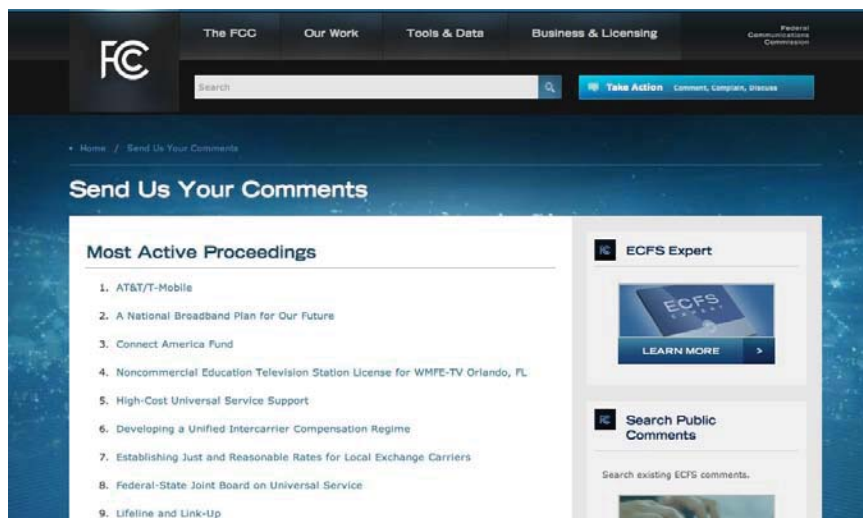 FCC
The FCC
Our Work
Tools & Data
Business & Licensing
Federal
Communications
Commission
Search
Take Action Comment, Complain, Discuss
Home / Send Us Your Comments
Send Us Your Comments
Most Active Proceedings
1. AT&T/T-Mobile
2. A National Broadband Plan for Our Future
3. Connect America Fund
4. Noncommercial Education Television Station License for WMFE-TV Orlando, FL
5. High-Cost Universal Service Support
6. Developing a Unified Intercarrier Compensation Regime
7. Establishing Just and Reasonable Rates for Local Exchange Carriers
8. Federal-State Joint Board on Universal Service
9. Lifeline and Link-Up
FCC
ECFS Expert
ECFS
EXPERT
LEARN MORE >
FCC
Search Public
Comments
Search existing ECFS comments.